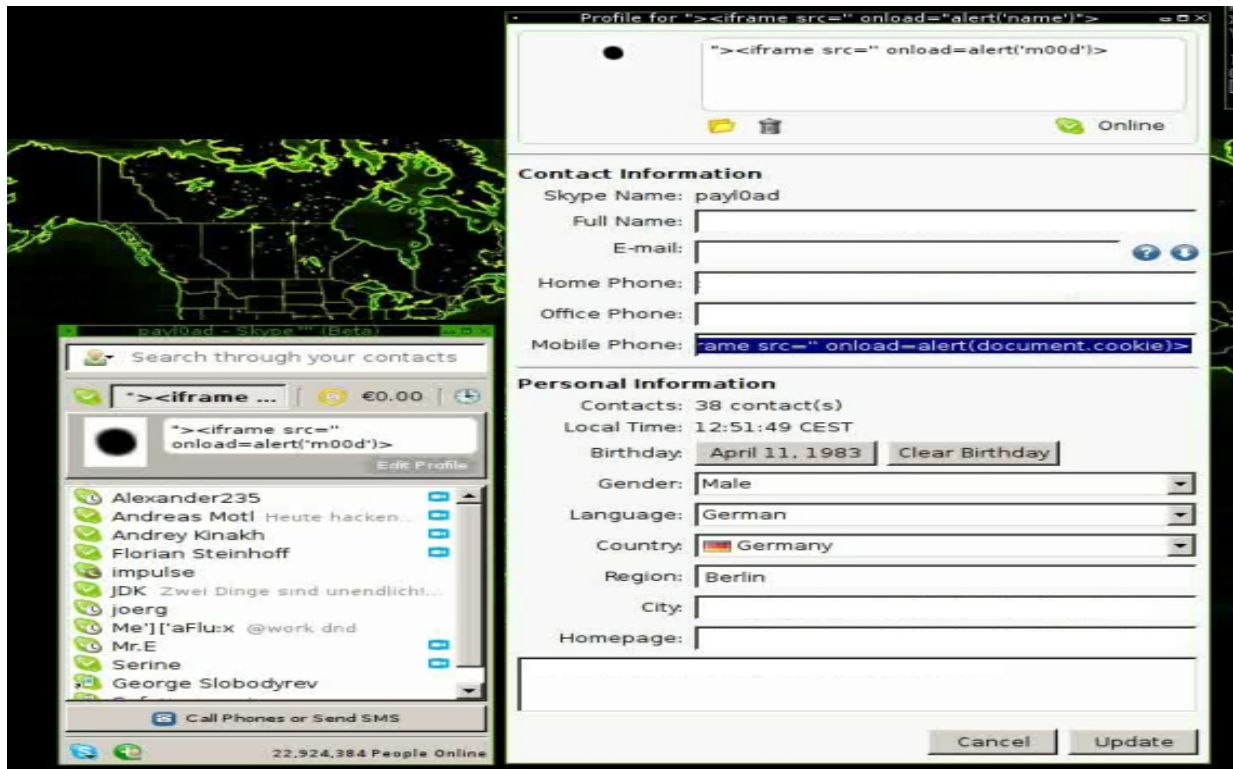 Profile for "><iframe src='' onload="alert('name')">
"><iframe src='' onload=alert('m00d')>
Online
Contact Information
Skype Name: payl0ad
Full Name:
E-mail:
Home Phone:
Office Phone:
Mobile Phone: rame src='' onload=alert(document.cookie)>
Personal Information
Contacts: 38 contact(s)
Local Time: 12:51:49 CEST
Birthday: April 11, 1983 Clear Birthday
Gender: Male
Language: German
Country: Germany
Region: Berlin
City:
Homepage:
Cancel Update
payl0ad - Skype™ (Beta)
Search through your contacts
"><iframe ... €0.00
"><iframe src=''
onload=alert('m00d')>
Edit Profile
Alexander235
Andreas Motl Heute hacken...
Andrey Kinakh
Florian Steinhoff
impulse
JDK Zwei Dinge sind unendlich!...
joerg
Me']['aFlu:x @work dnd
Mr.E
Serine
George Slobodyrev
Call Phones or Send SMS
22,924,384 People Online